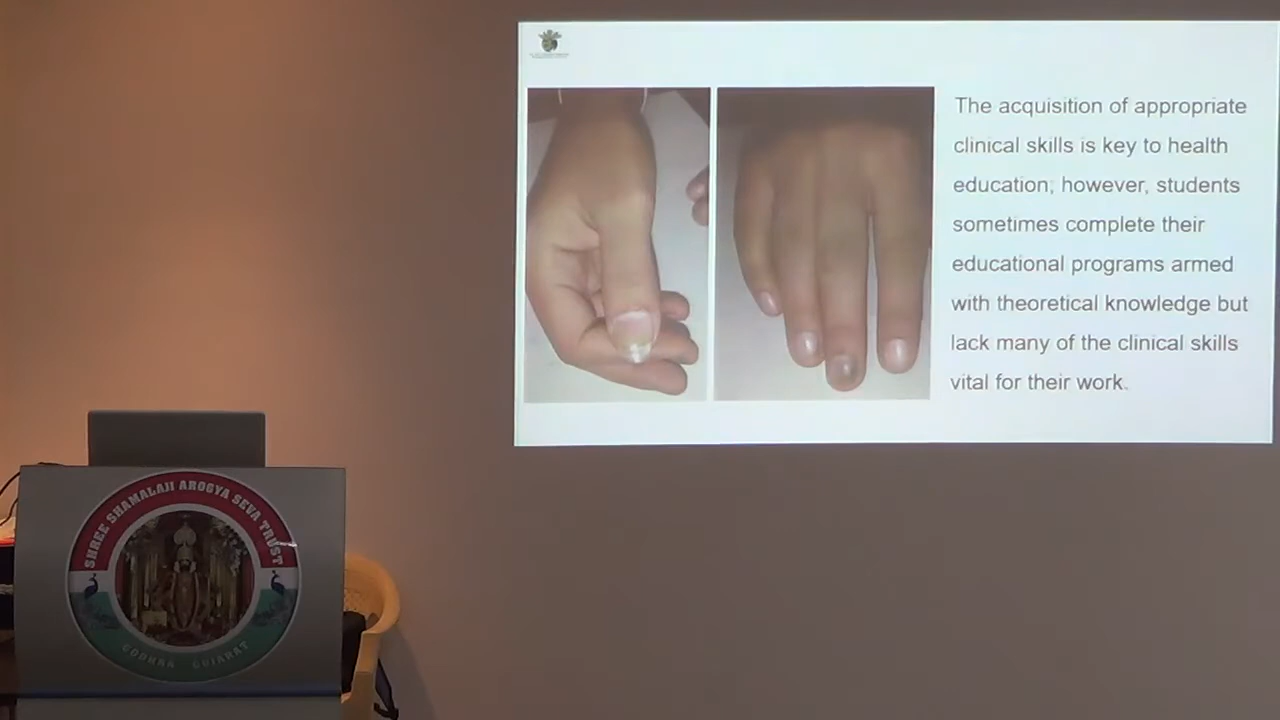 The acquisition of appropriate
clinical skills is key to health
education; however, students
sometimes complete their
educational programs armed
with theoretical knowledge but
lack many of the clinical skills
vital for their work.
SHREE SHAMALAJI AROGYA SEVA TRUST
GODHRA GUJARAT